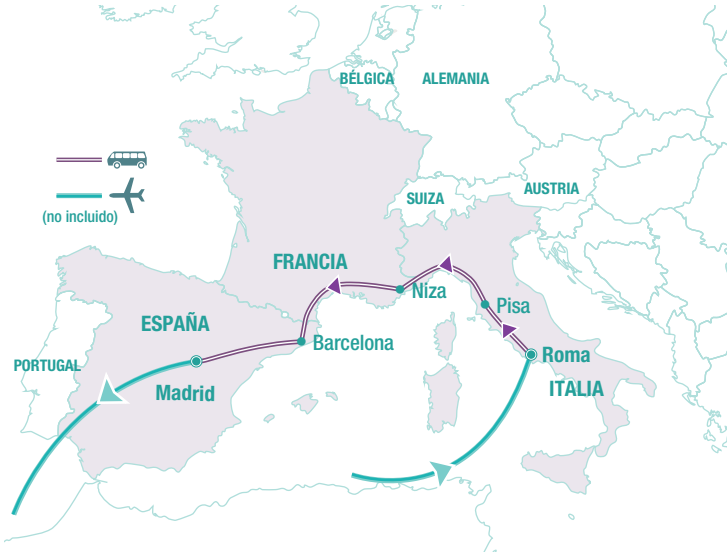 BÉLGICA
ALEMANIA
SUIZA
AUSTRIA
(no incluido)
FRANCIA
Niza
Pisa
ESPAÑA
Barcelona
Roma
PORTUGAL
Madrid
ITALIA